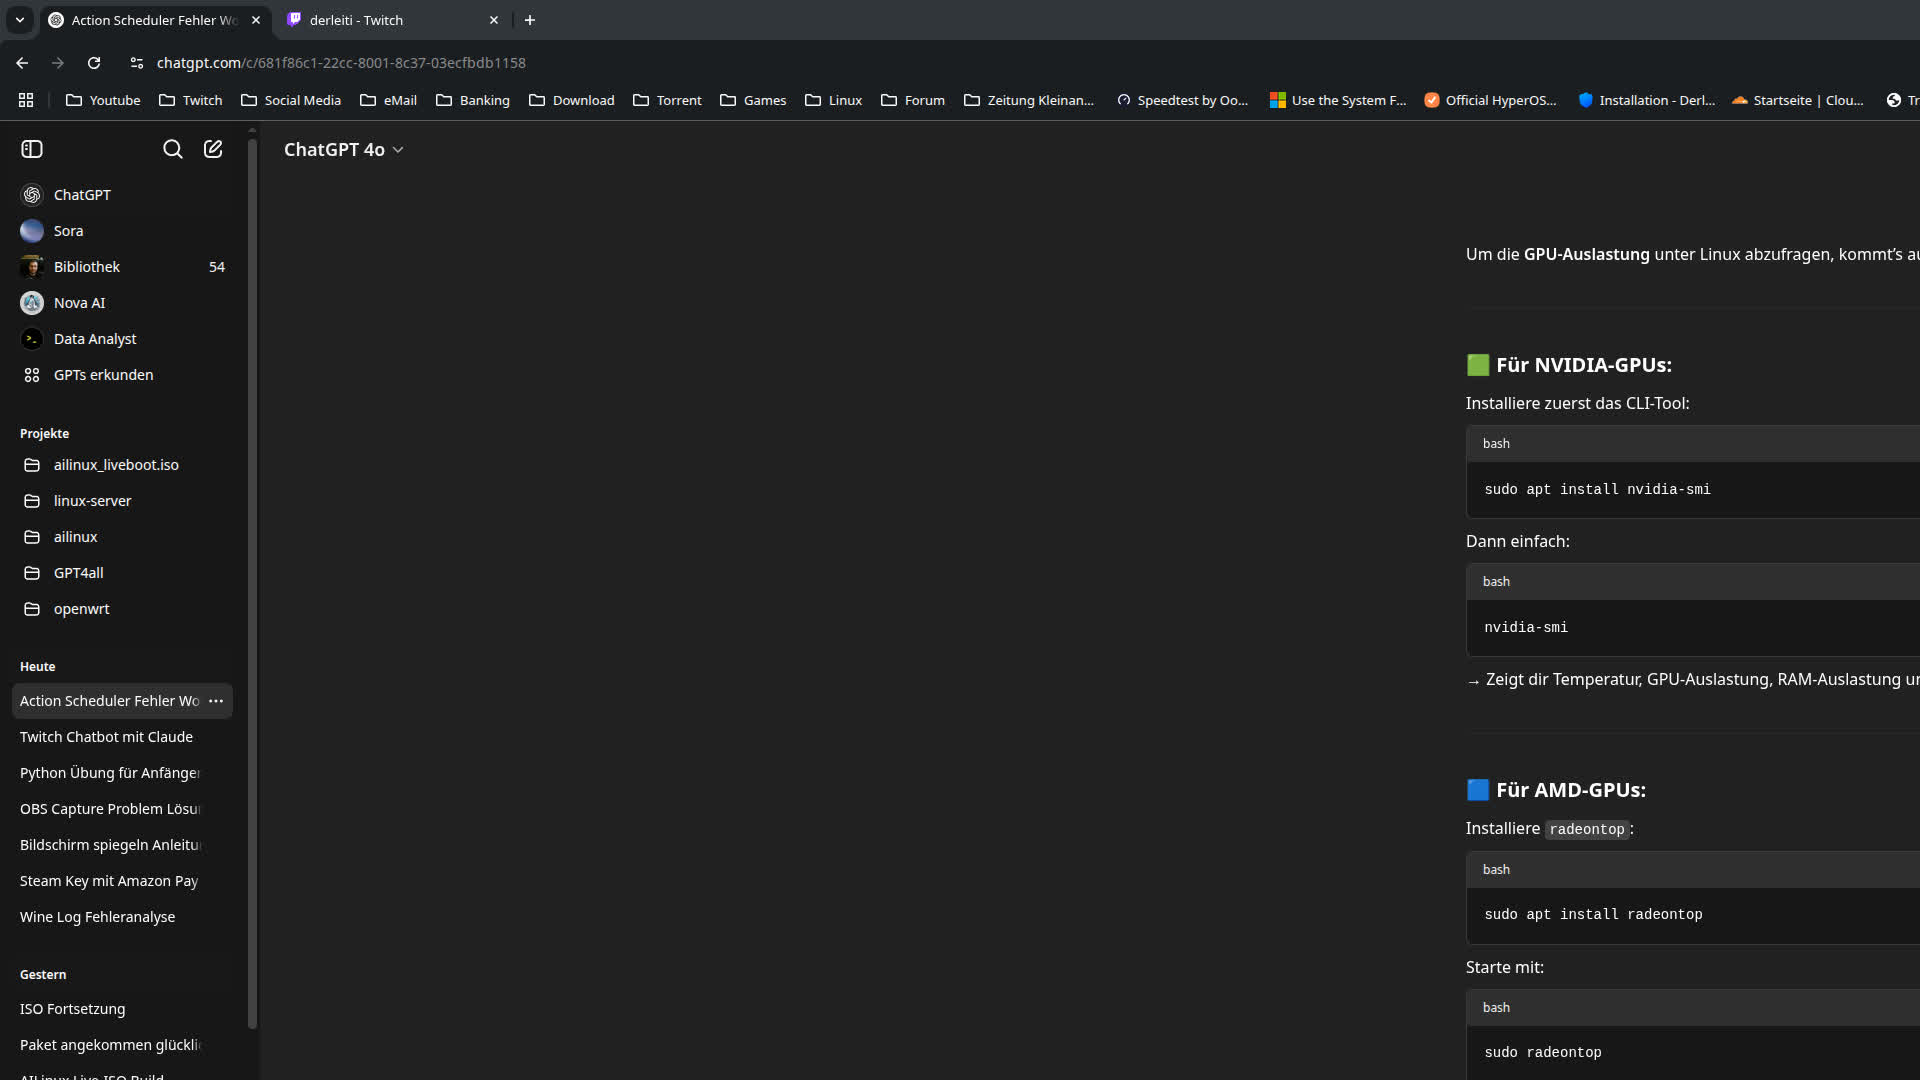 Action Scheduler Fehler Wo
derleiti - Twitch
chatgpt.com/c/681f86c1-22cc-8001-8c37-03ecfbdb1158
Youtube
Twitch
Social Media
eMail
Banking
Download
Torrent
Games
Linux
Forum
Zeitung Kleinan...
Speedtest by Oo...
Use the System F...
Official HyperOS...
Installation - Derl...
Startseite | Clou...
Tr
ChatGPT 4o
ChatGPT
Sora
Bibliothek 54
Nova AI
Data Analyst
GPTs erkunden
Projekte
ailinux_liveboot.iso
linux-server
ailinux
GPT4all
openwrt
Heute
Action Scheduler Fehler Wo
Twitch Chatbot mit Claude
Python Übung für Anfänger
OBS Capture Problem Lösu
Bildschirm spiegeln Anleitu
Steam Key mit Amazon Pay
Wine Log Fehleranalyse
Gestern
ISO Fortsetzung
Paket angekommen glückli
AILinux Live ISO Build
Um die GPU-Auslastung unter Linux abzufragen, kommt’s au
Für NVIDIA-GPUs:
Installiere zuerst das CLI-Tool:
bash
sudo apt install nvidia-smi
Dann einfach:
bash
nvidia-smi
→ Zeigt dir Temperatur, GPU-Auslastung, RAM-Auslastung un
Für AMD-GPUs:
Installiere radeontop:
bash
sudo apt install radeontop
Starte mit:
bash
sudo radeontop